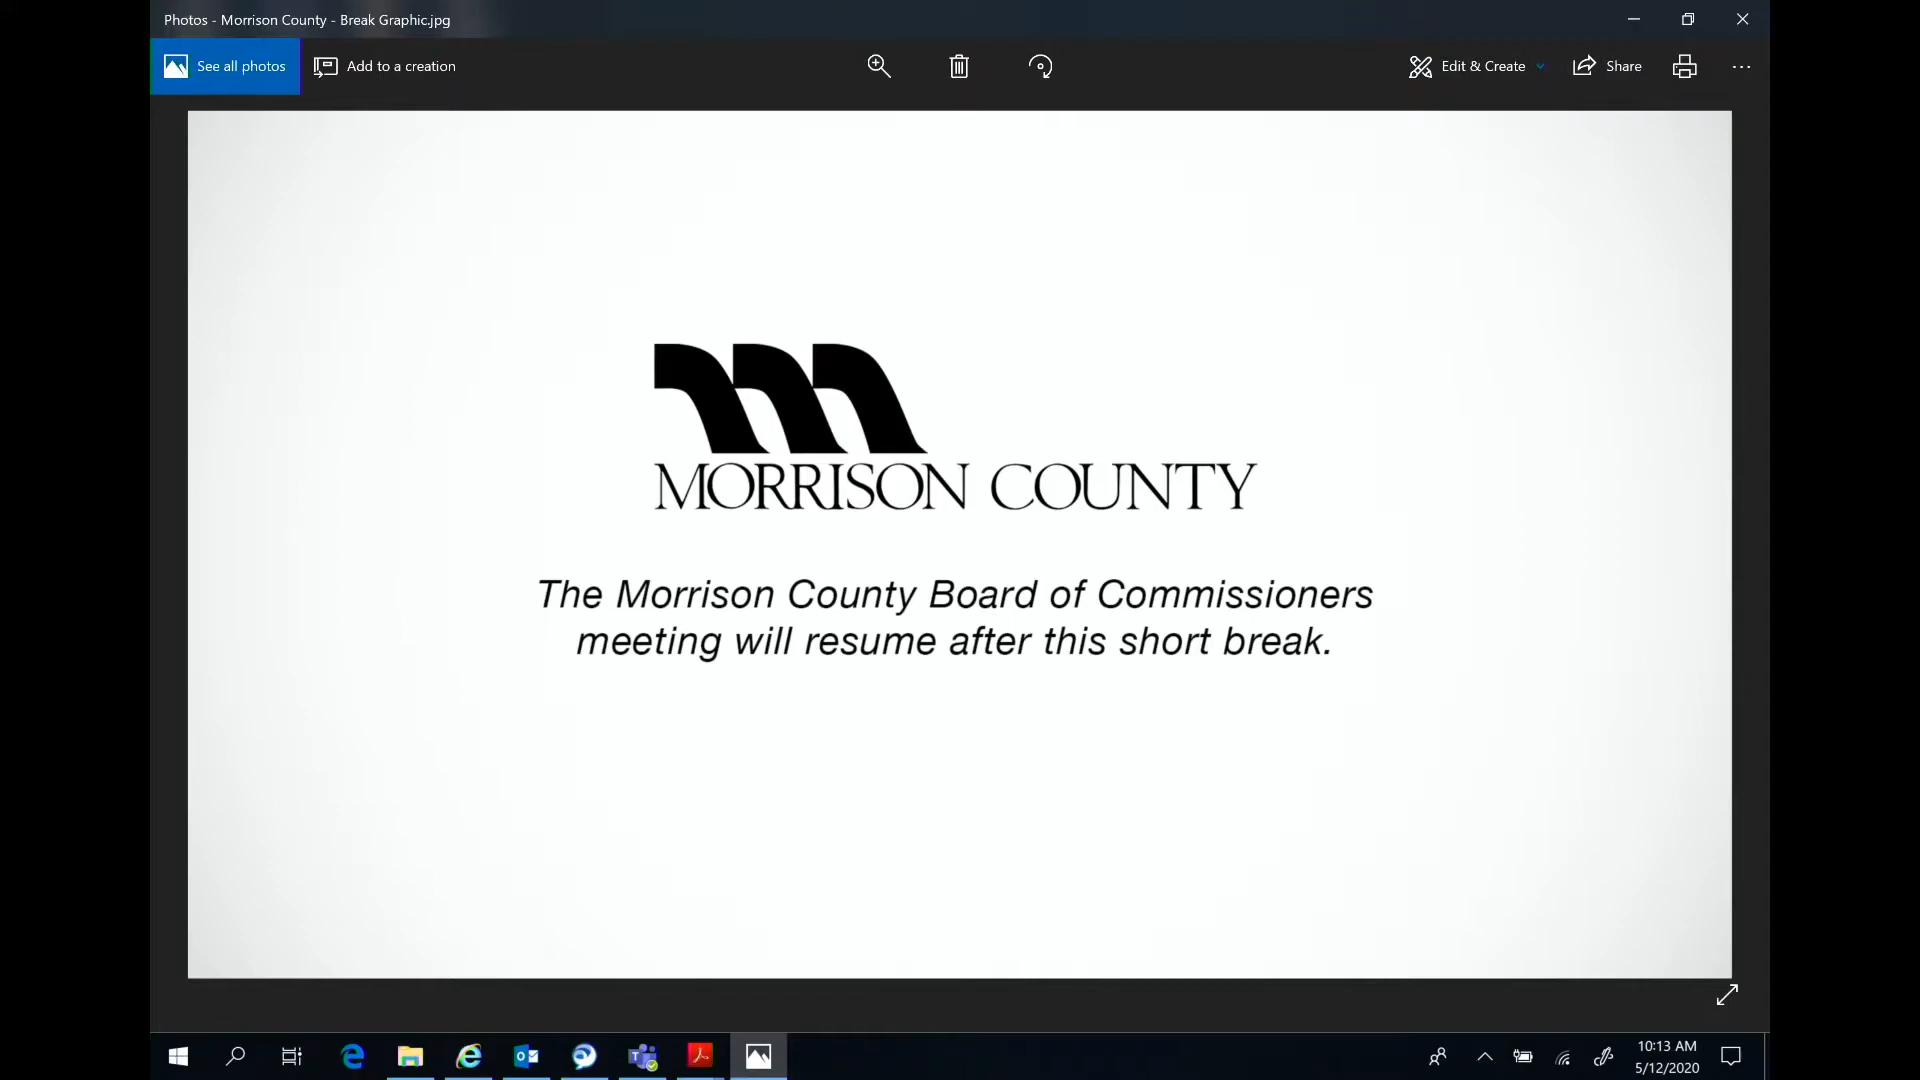 Photos - Morrison County - Break Graphic.jpg
See all photos
Add to a creation
Edit & Create
Share
MORRISON COUNTY
The Morrison County Board of Commissioners
meeting will resume after this short break.
10:13 AM
5/12/2020